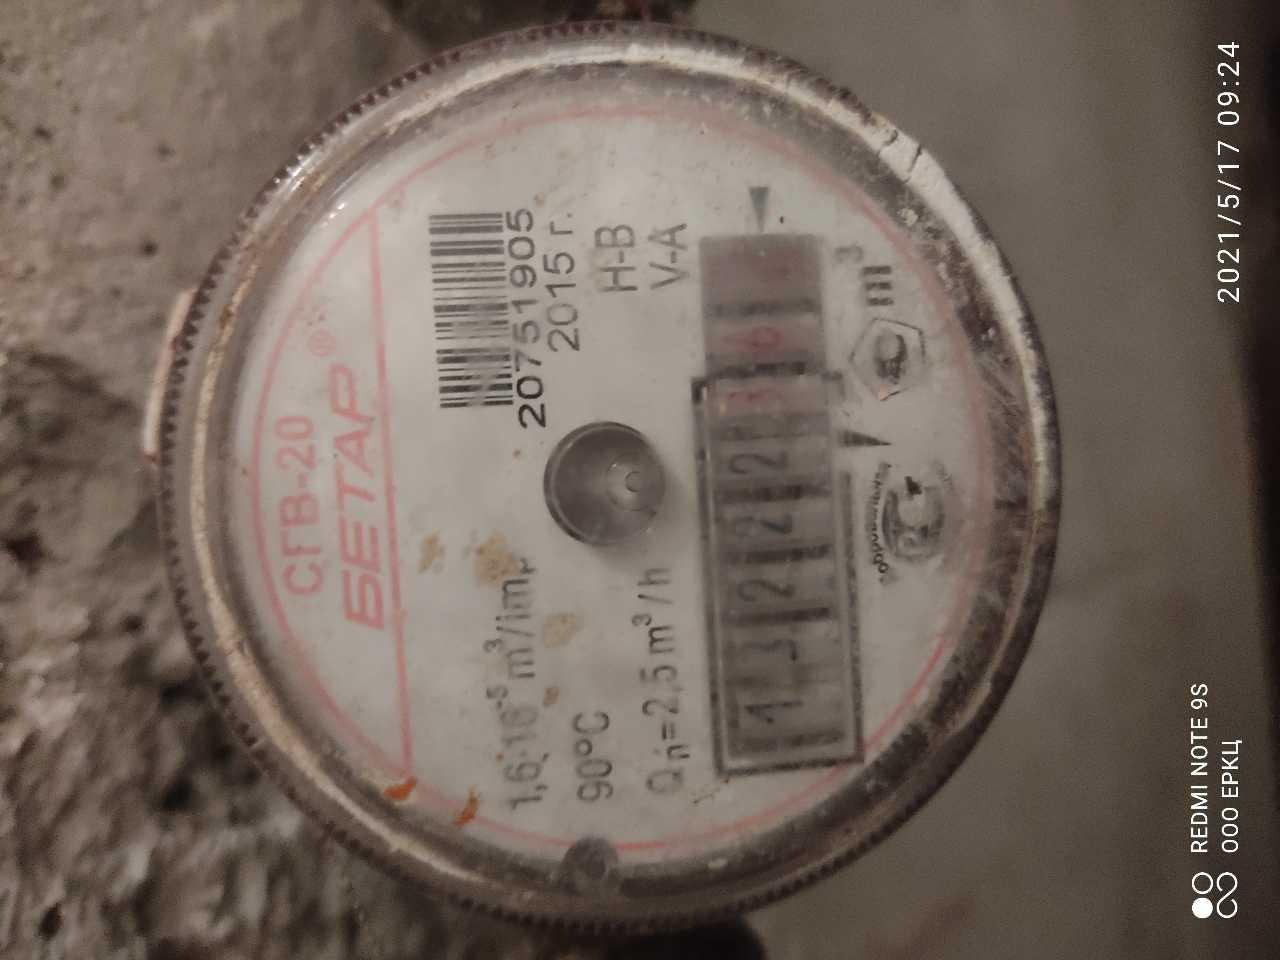 СГВ-20
БЕТАР®
20751905
2015 г.
1,6·10⁻⁵ m³/imp
H-B
90°C
V-A
Qn=2,5 m³/h
13222
m³
REDMI NOTE 9S
ООО ЕРКЦ
2021/5/17 09:24